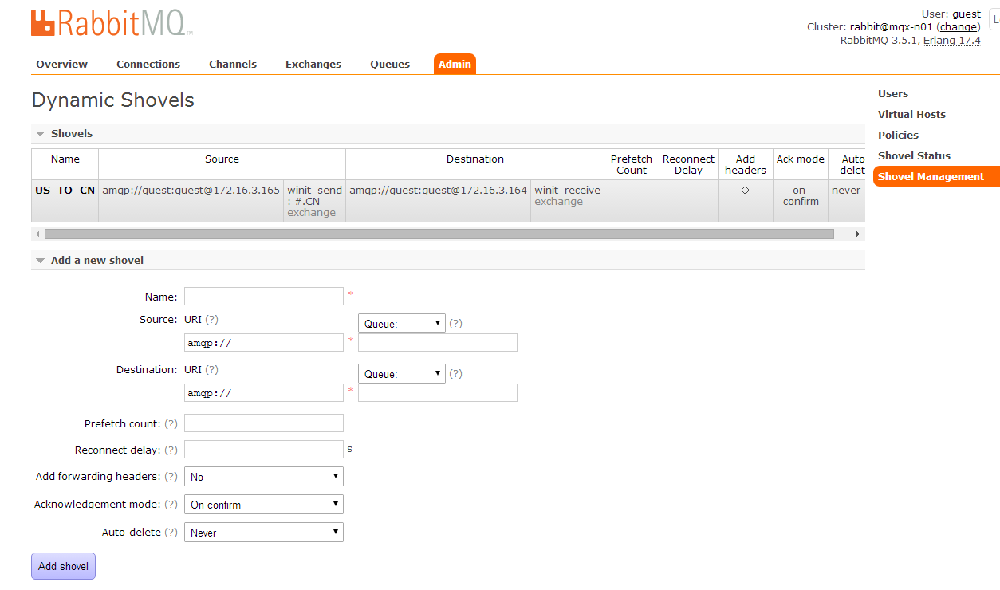 RabbitMQ™
User: guest
Cluster: rabbit@mqx-n01 (change)
RabbitMQ 3.5.1, Erlang 17.4
Overview Connections Channels Exchanges Queues Admin
Dynamic Shovels
Shovels
Name Source Destination Prefetch Count Reconnect Delay Add headers Ack mode Auto delet
US_TO_CN amqp://guest:guest@172.16.3.165 winit_send : #.CN exchange amqp://guest:guest@172.16.3.164 winit_receive exchange ○ on-confirm never
Add a new shovel
Name: *
Source: URI (?) Queue: (?)
amqp:// *
Destination: URI (?) Queue: (?)
amqp:// *
Prefetch count: (?)
Reconnect delay: (?) s
Add forwarding headers: (?) No
Acknowledgement mode: (?) On confirm
Auto-delete (?) Never
Add shovel
Users
Virtual Hosts
Policies
Shovel Status
Shovel Management